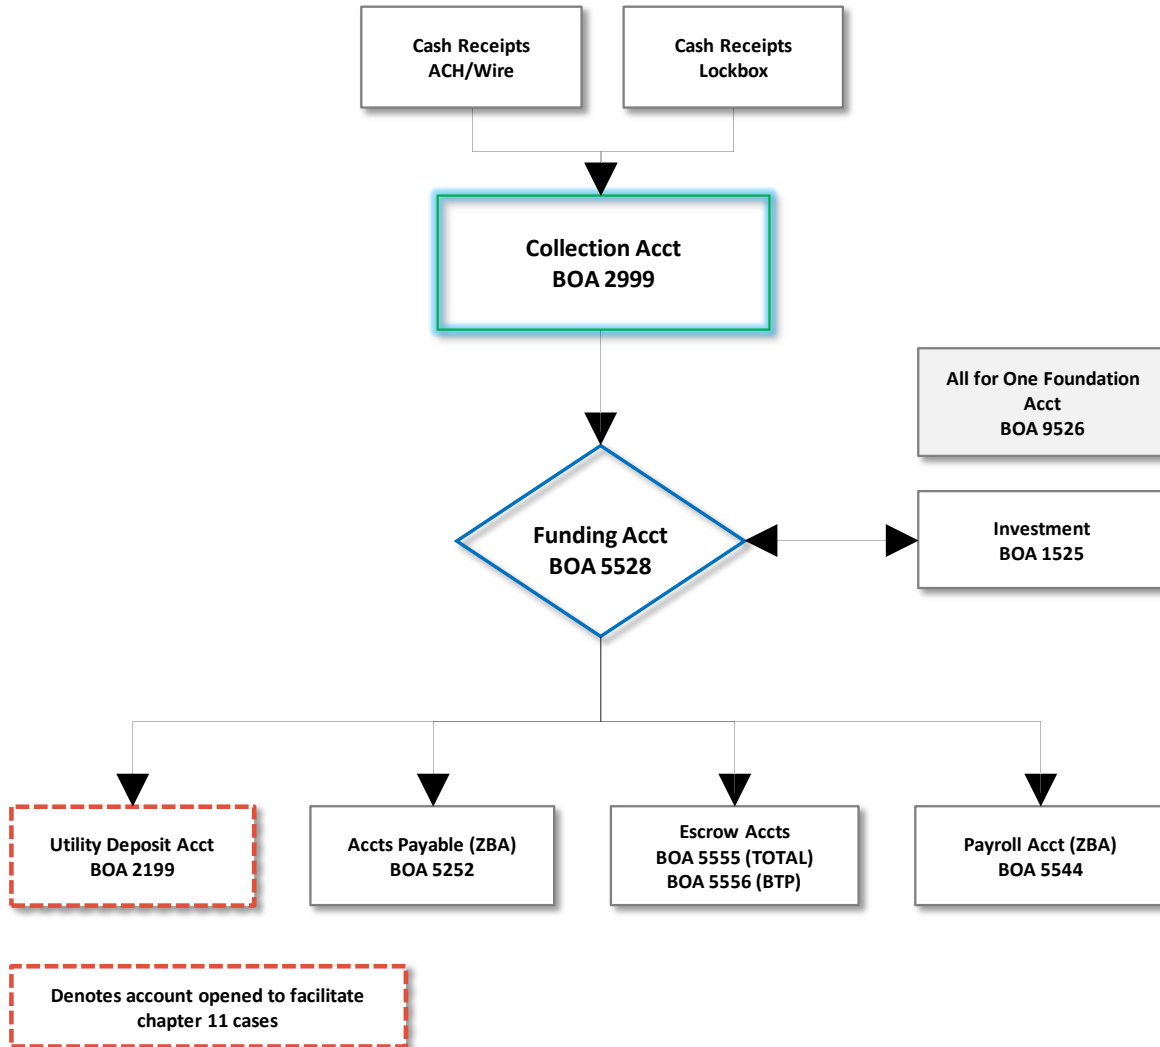 Cash Receipts
ACH/Wire
Cash Receipts
Lockbox
Collection Acct
BOA 2999
All for One Foundation
Acct
BOA 9526
Funding Acct
BOA 5528
Investment
BOA 1525
Utility Deposit Acct
BOA 2199
Accts Payable (ZBA)
BOA 5252
Escrow Accts
BOA 5555 (TOTAL)
BOA 5556 (BTP)
Payroll Acct (ZBA)
BOA 5544
Denotes account opened to facilitate
chapter 11 cases